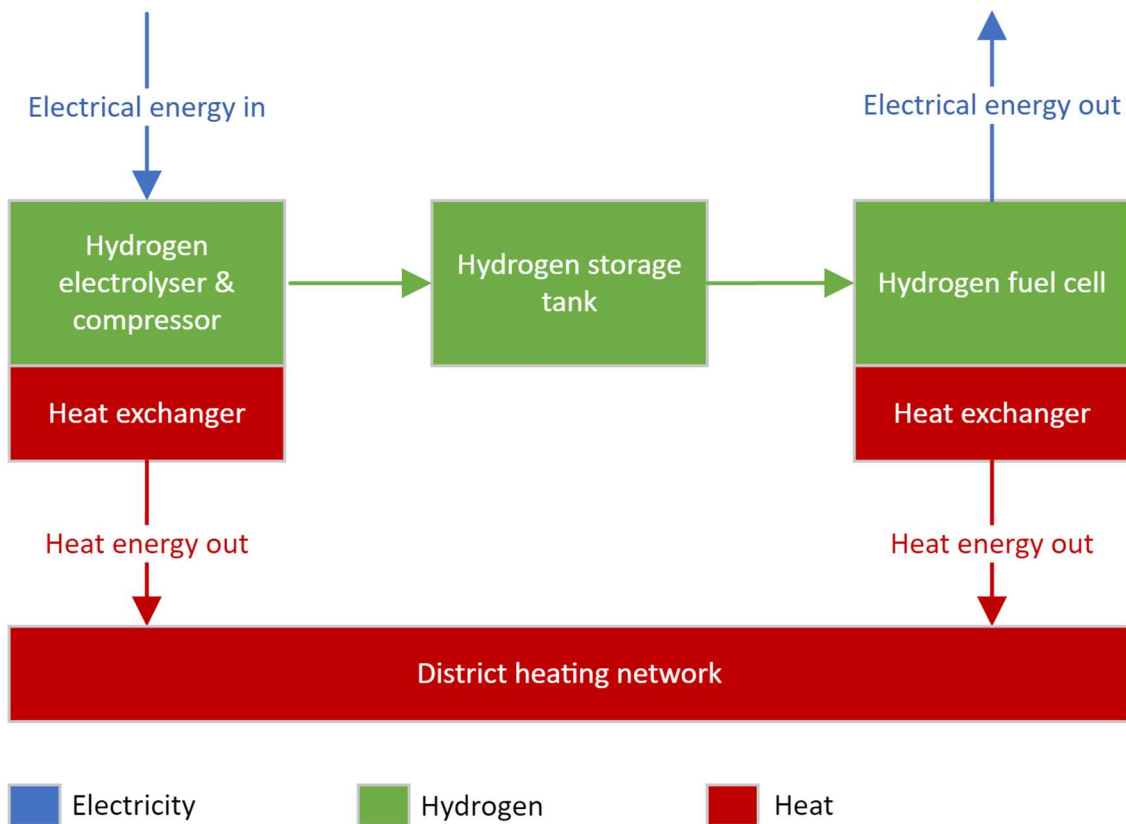 Electrical energy in
Electrical energy out
Hydrogen
electrolyser &
compressor
Hydrogen storage
tank
Hydrogen fuel cell
Heat exchanger
Heat exchanger
Heat energy out
Heat energy out
District heating network
Electricity
Hydrogen
Heat